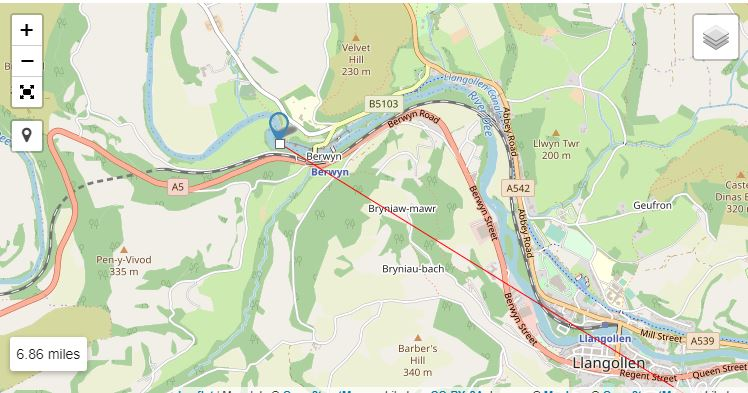 +
−
Velvet
Hill
230 m
Llangollen Canal
B5103
River Dee
Berwyn Road
Abbey Road
Llwyn Twr
200 m
Berwyn
Berwyn
A5
A542
Geufron
Castell
Dinas B
320 m
Bryniaw-mawr
Berwyn Street
Abbey Road
Pen-y-Vivod
335 m
Bryniau-bach
Berwyn Street
6.86 miles
Barber's
Hill
340 m
Llangollen
Mill Street
A539
Llangollen
Regent Street
Queen Street